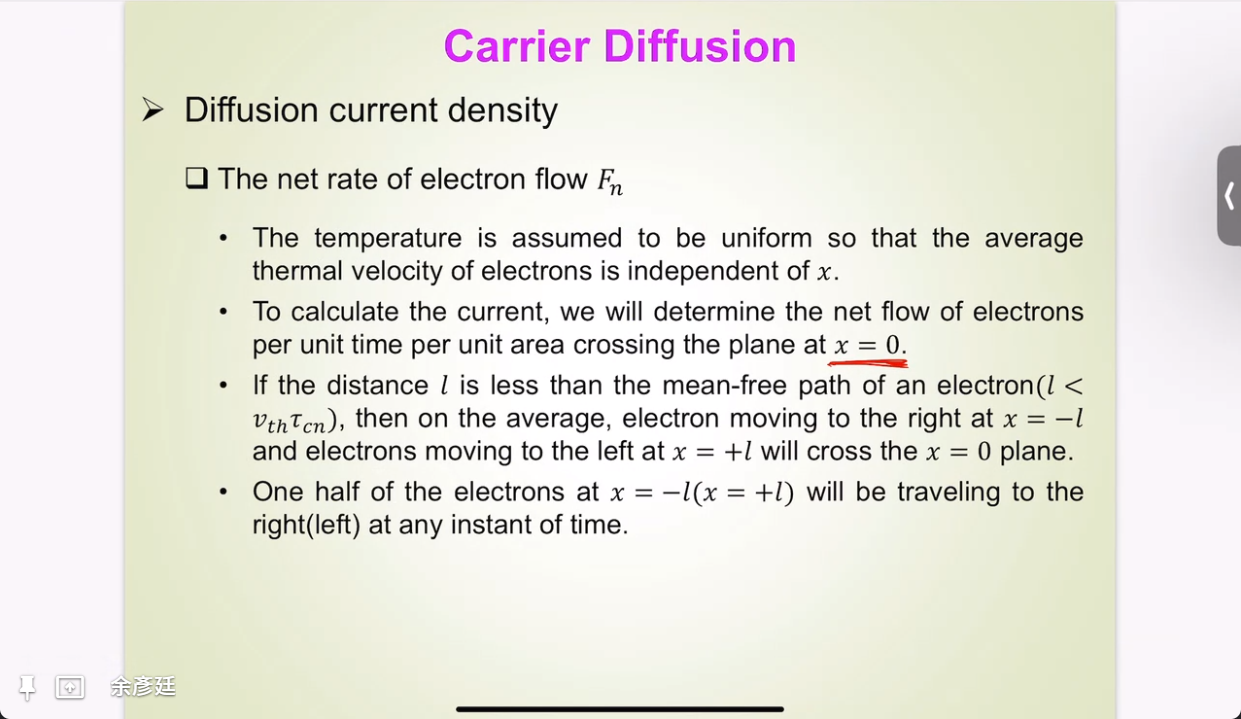 Carrier Diffusion
➢ Diffusion current density
❑ The net rate of electron flow Fₙ
• The temperature is assumed to be uniform so that the average
thermal velocity of electrons is independent of x.
• To calculate the current, we will determine the net flow of electrons
per unit time per unit area crossing the plane at x = 0.
• If the distance l is less than the mean-free path of an electron(l <
v_{th}τ_{cn}), then on the average, electron moving to the right at x = −l
and electrons moving to the left at x = +l will cross the x = 0 plane.
• One half of the electrons at x = −l(x = +l) will be traveling to the
right(left) at any instant of time.
余彥廷